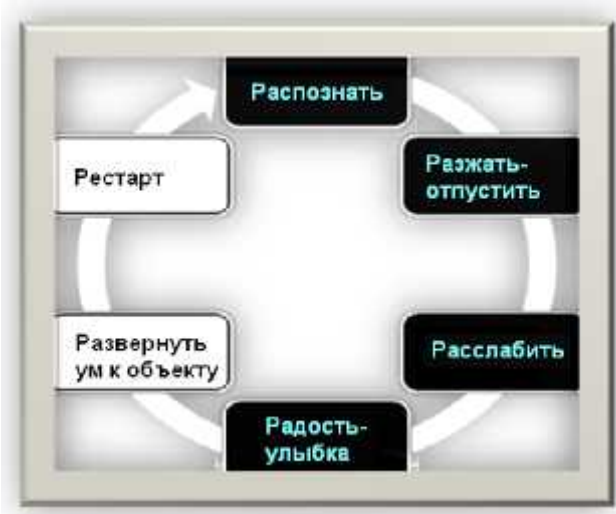 Распознать
Разжать-
отпустить
Расслабить
Радость-
улыбка
Развернуть
ум к объекту
Рестарт